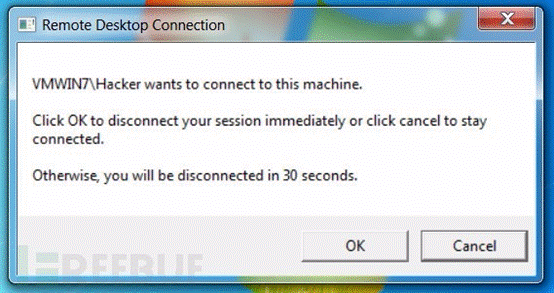 Remote Desktop Connection
VMWIN7\Hacker wants to connect to this machine.
Click OK to disconnect your session immediately or click cancel to stay
connected.
Otherwise, you will be disconnected in 30 seconds.
OK
Cancel